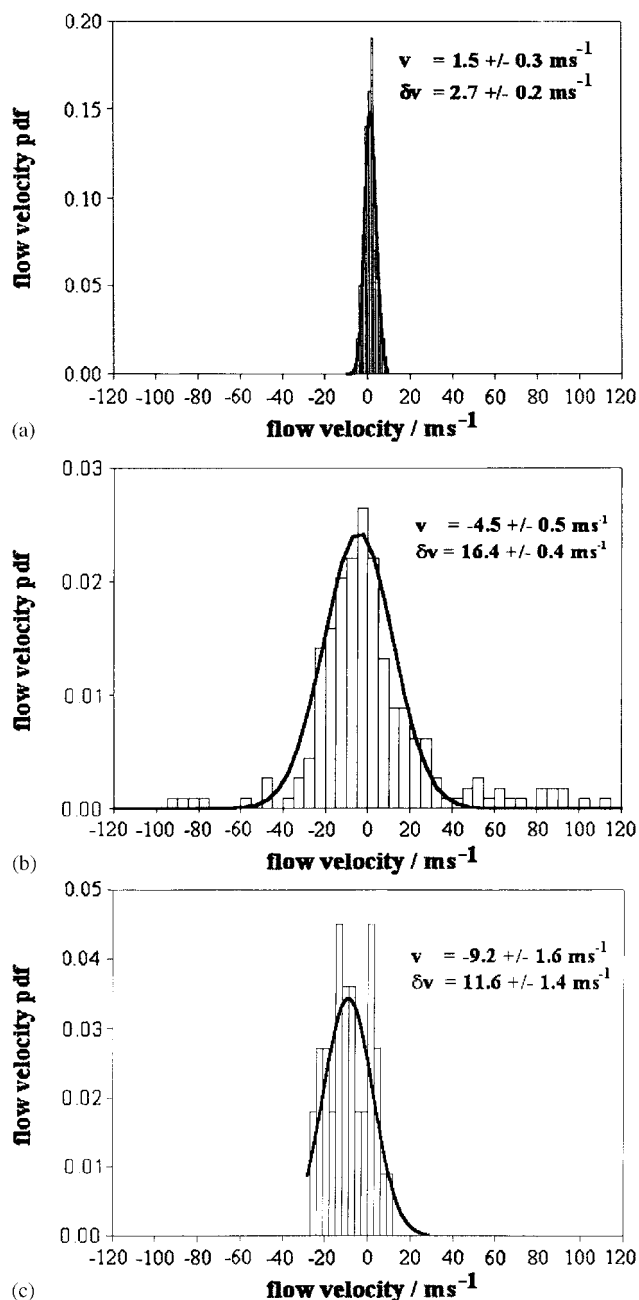 0.20
v = 1.5 +/- 0.3 ms⁻¹
δv = 2.7 +/- 0.2 ms⁻¹
0.15
flow velocity pdf
0.10
0.05
0.00
-120 -100 -80 -60 -40 -20 0 20 40 60 80 100 120
(a)
flow velocity / ms⁻¹
0.03
v = -4.5 +/- 0.5 ms⁻¹
δv = 16.4 +/- 0.4 ms⁻¹
0.02
flow velocity pdf
0.01
0.00
-120 -100 -80 -60 -40 -20 0 20 40 60 80 100 120
(b)
flow velocity / ms⁻¹
0.05
v = -9.2 +/- 1.6 ms⁻¹
δv = 11.6 +/- 1.4 ms⁻¹
0.04
0.03
flow velocity pdf
0.02
0.01
0.00
-120 -100 -80 -60 -40 -20 0 20 40 60 80 100 120
(c)
flow velocity / ms⁻¹